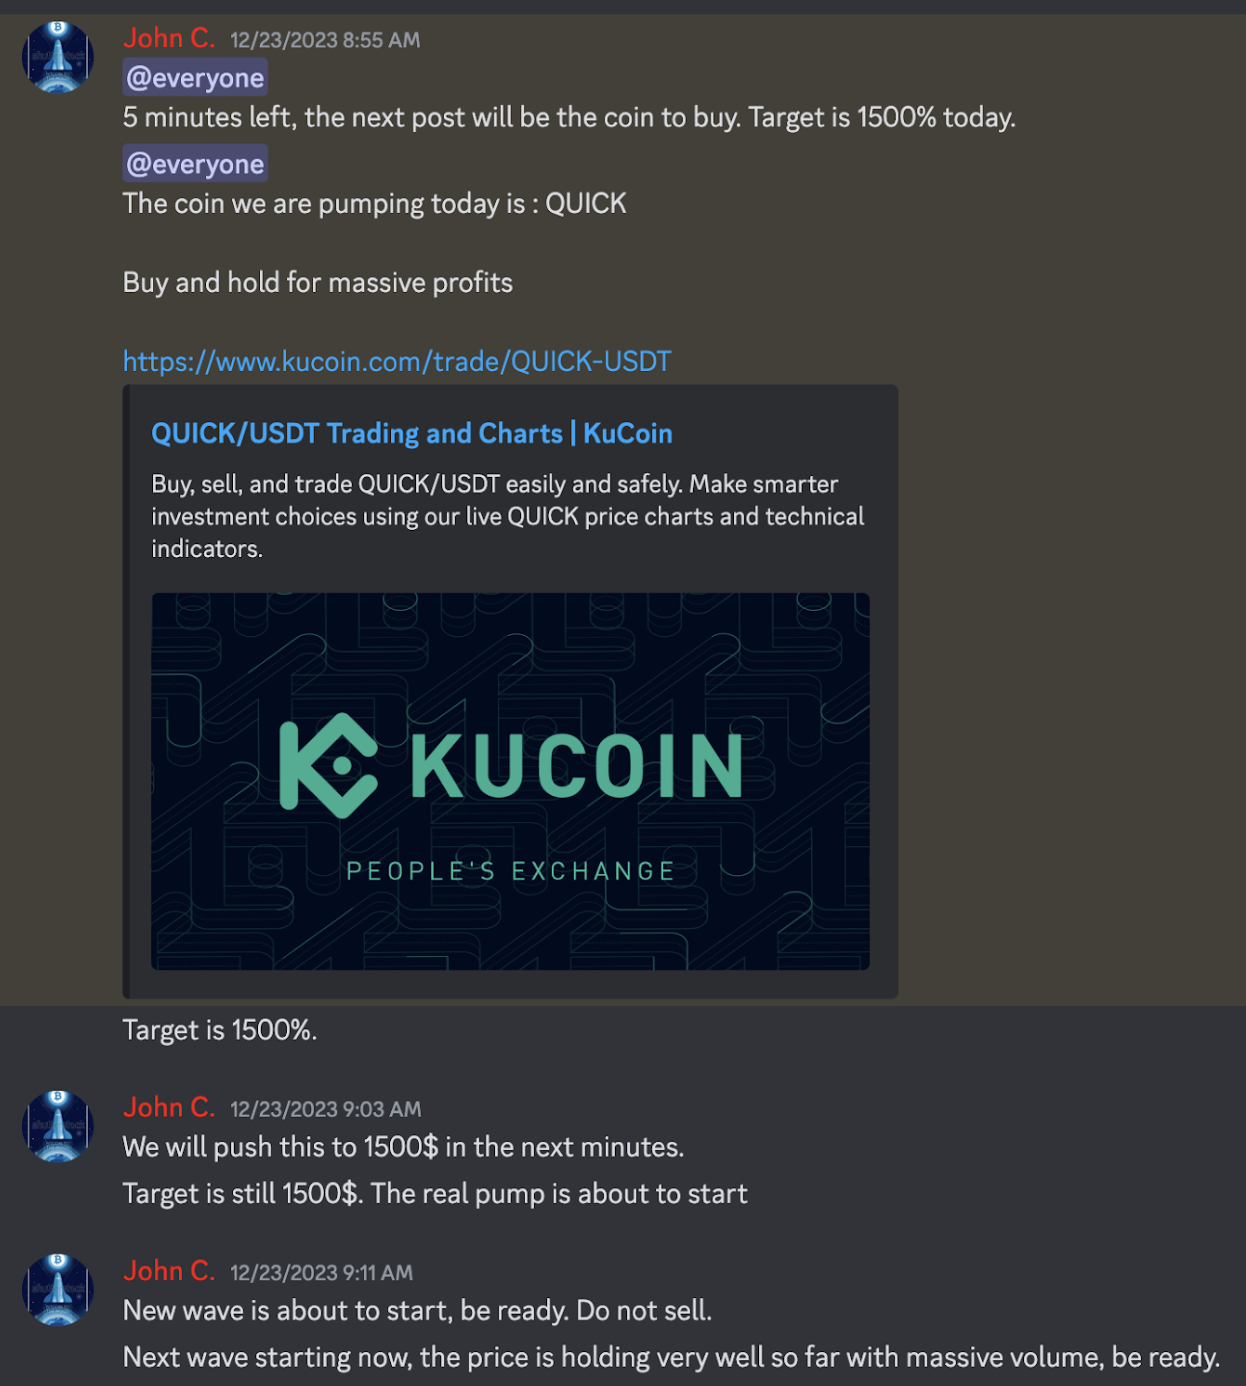 John C. 12/23/2023 8:55 AM
@everyone
5 minutes left, the next post will be the coin to buy. Target is 1500% today.
@everyone
The coin we are pumping today is : QUICK
Buy and hold for massive profits
https://www.kucoin.com/trade/QUICK-USDT
QUICK/USDT Trading and Charts | KuCoin
Buy, sell, and trade QUICK/USDT easily and safely. Make smarter
investment choices using our live QUICK price charts and technical
indicators.
KUCOIN
PEOPLE'S EXCHANGE
Target is 1500%.
John C. 12/23/2023 9:03 AM
We will push this to 1500$ in the next minutes.
Target is still 1500$. The real pump is about to start
John C. 12/23/2023 9:11 AM
New wave is about to start, be ready. Do not sell.
Next wave starting now, the price is holding very well so far with massive volume, be ready.